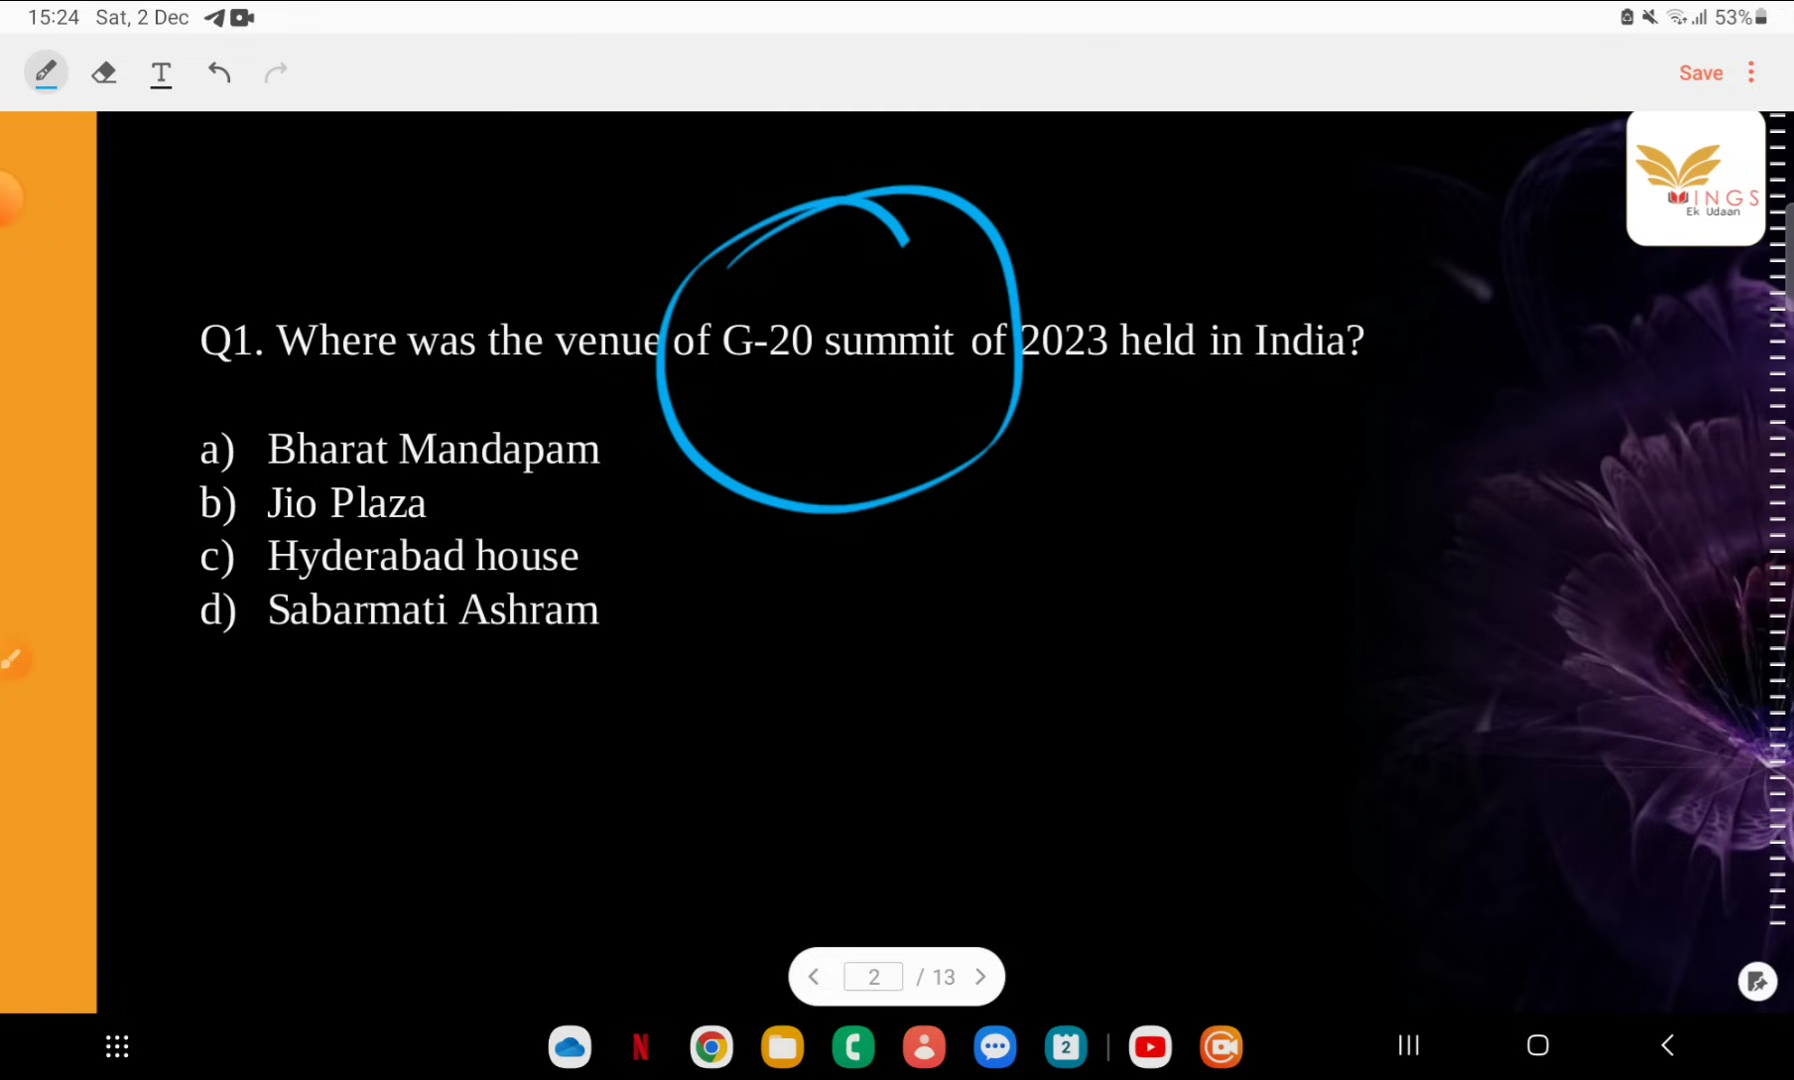 15:24 Sat, 2 Dec 53%
T Save
INGS
Ek Udaan
Q1. Where was the venue of G-20 summit of 2023 held in India?
a) Bharat Mandapam
b) Jio Plaza
c) Hyderabad house
d) Sabarmati Ashram
2 / 13
N 2